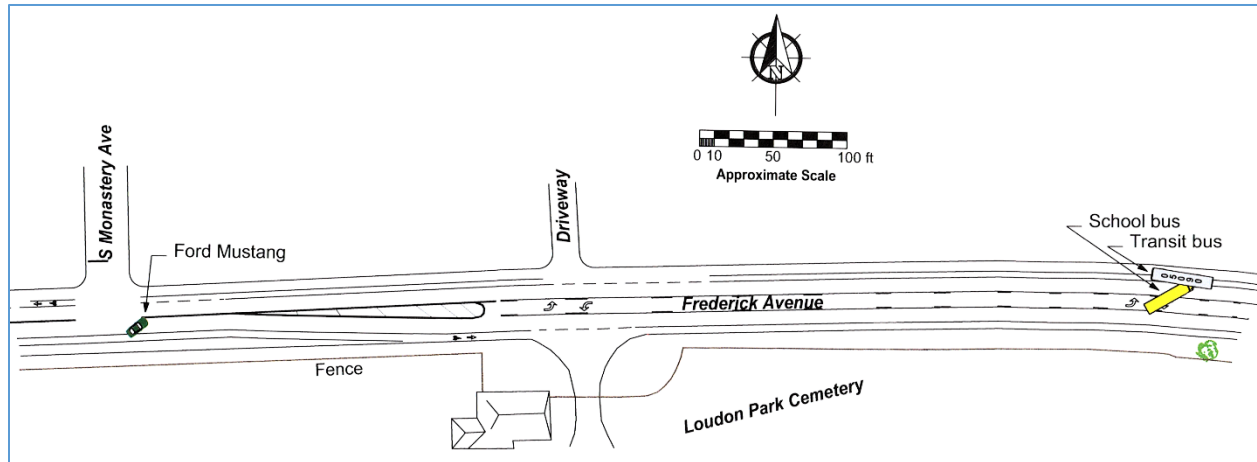 N
0 10 50 100 ft
Approximate Scale
S Monastery Ave
Driveway
Ford Mustang
School bus
Transit bus
Frederick Avenue
Fence
Loudon Park Cemetery